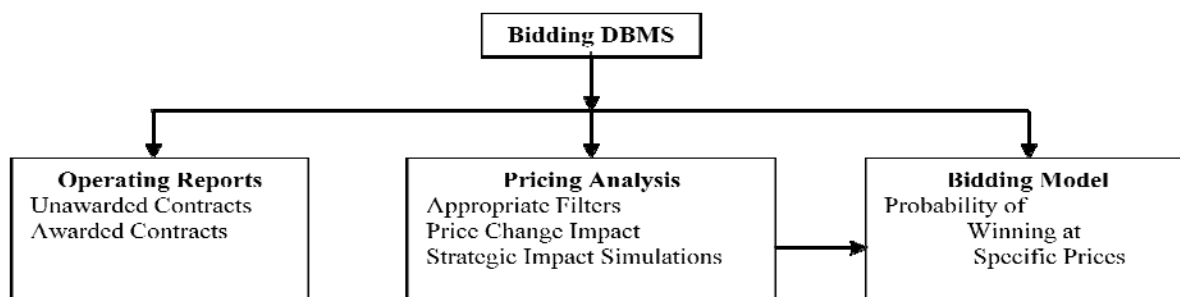 Bidding DBMS
Operating Reports
Unawarded Contracts
Awarded Contracts
Pricing Analysis
Appropriate Filters
Price Change Impact
Strategic Impact Simulations
Bidding Model
Probability of
Winning at
Specific Prices